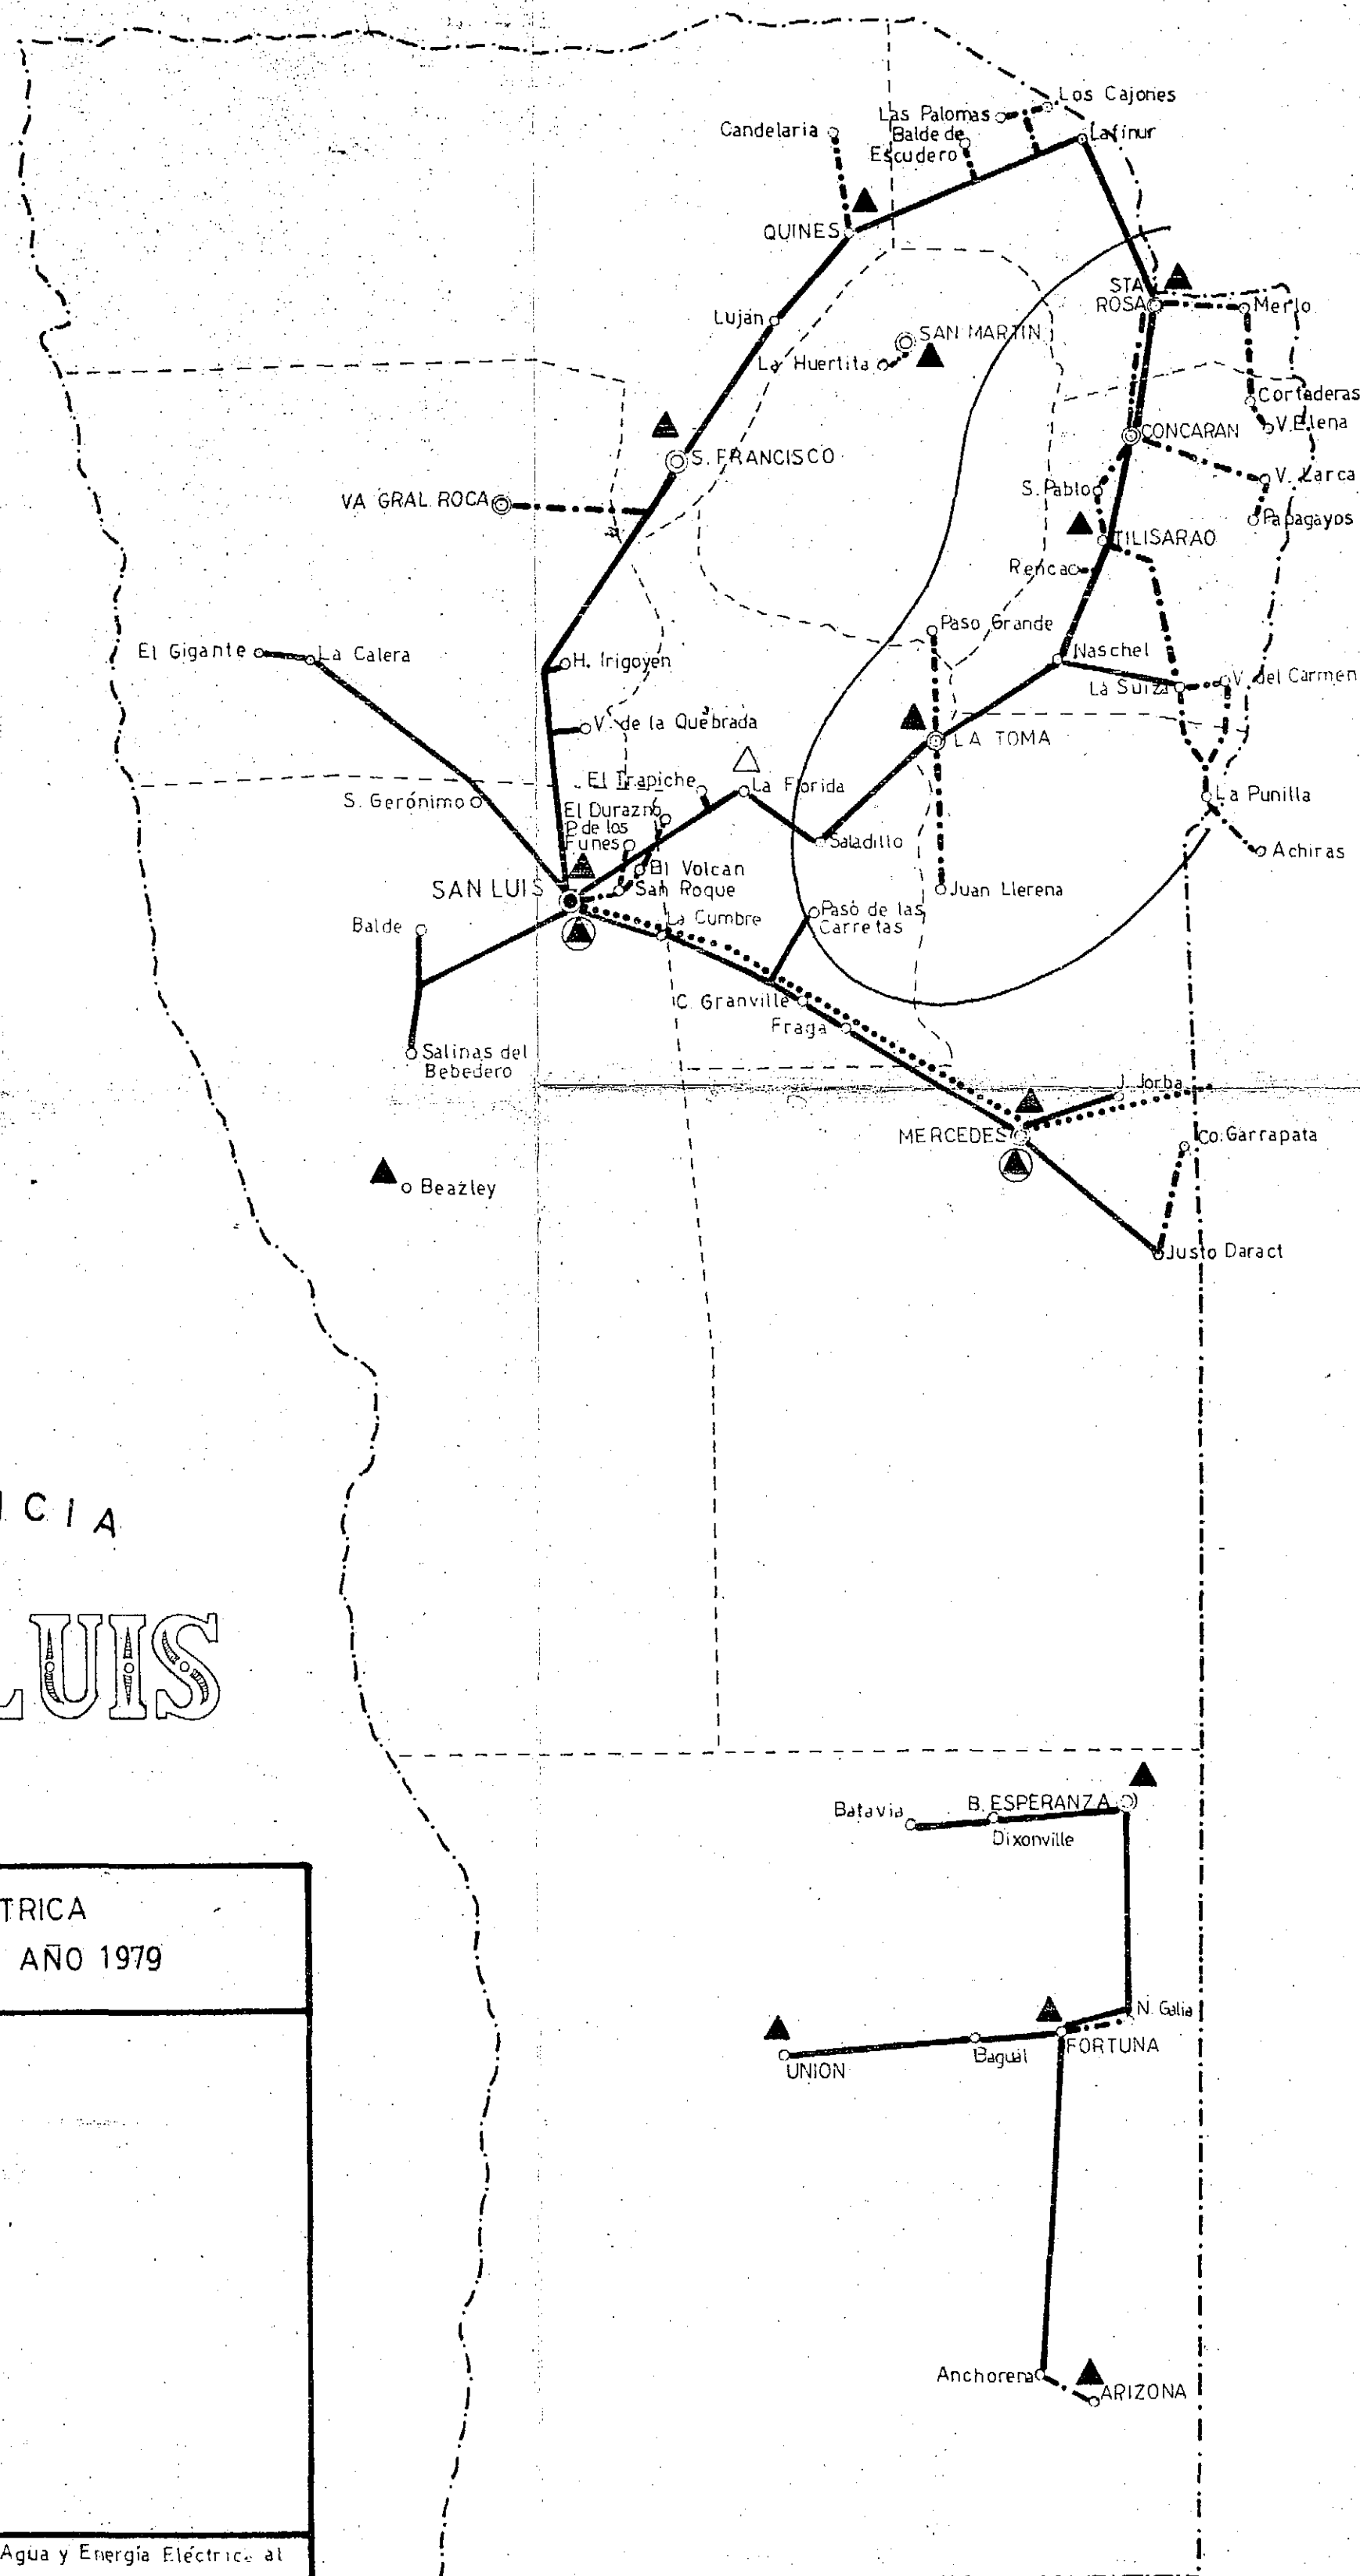 Los Cajones
Las Palomas
Candelaria
Balde de
Escudero
Lafinur
QUINES
STA
ROSA
Merlo
Luján
SAN MARTIN
La Huertita
Cortaderas
V. Elena
CONCARAN
S. FRANCISCO
V. Larca
S. Pablo
VA GRAL. ROCA
Papagayos
TILISARAO
Renca
Paso Grande
El Gigante
La Calera
H. Irigoyen
Naschel
La Suiza
V. del Carmen
V. de la Quebrada
LA TOMA
El Trapiche
La Florida
S. Gerónimo
La Punilla
El Durazno
P. de los
Funes
Saladillo
Achiras
El Volcan
SAN LUIS
San Roque
Juan Llerena
Balde
La Cumbre
Paso de las
Carretas
C. Granville
Fraga
Salinas del
Bebedero
J. Jorba
MERCEDES
Co. Garrapata
Beazley
Justo Daract
CIA
LUIS
B. ESPERANZA
Batavia
Dixonville
TRICA
AÑO 1979
N. Galia
FORTUNA
Bagual
UNION
Anchorena
ARIZONA
Agua y Energía Eléctrica al